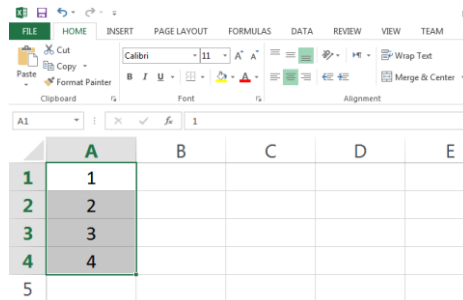 FILE HOME INSERT PAGE LAYOUT FORMULAS DATA REVIEW VIEW TEAM
Paste
Cut
Copy
Format Painter
Clipboard
Calibri 11 A A
B I U A
Font
Wrap Text
Merge & Center
Alignment
A1 fx 1
A B C D E
1 1
2 2
3 3
4 4
5